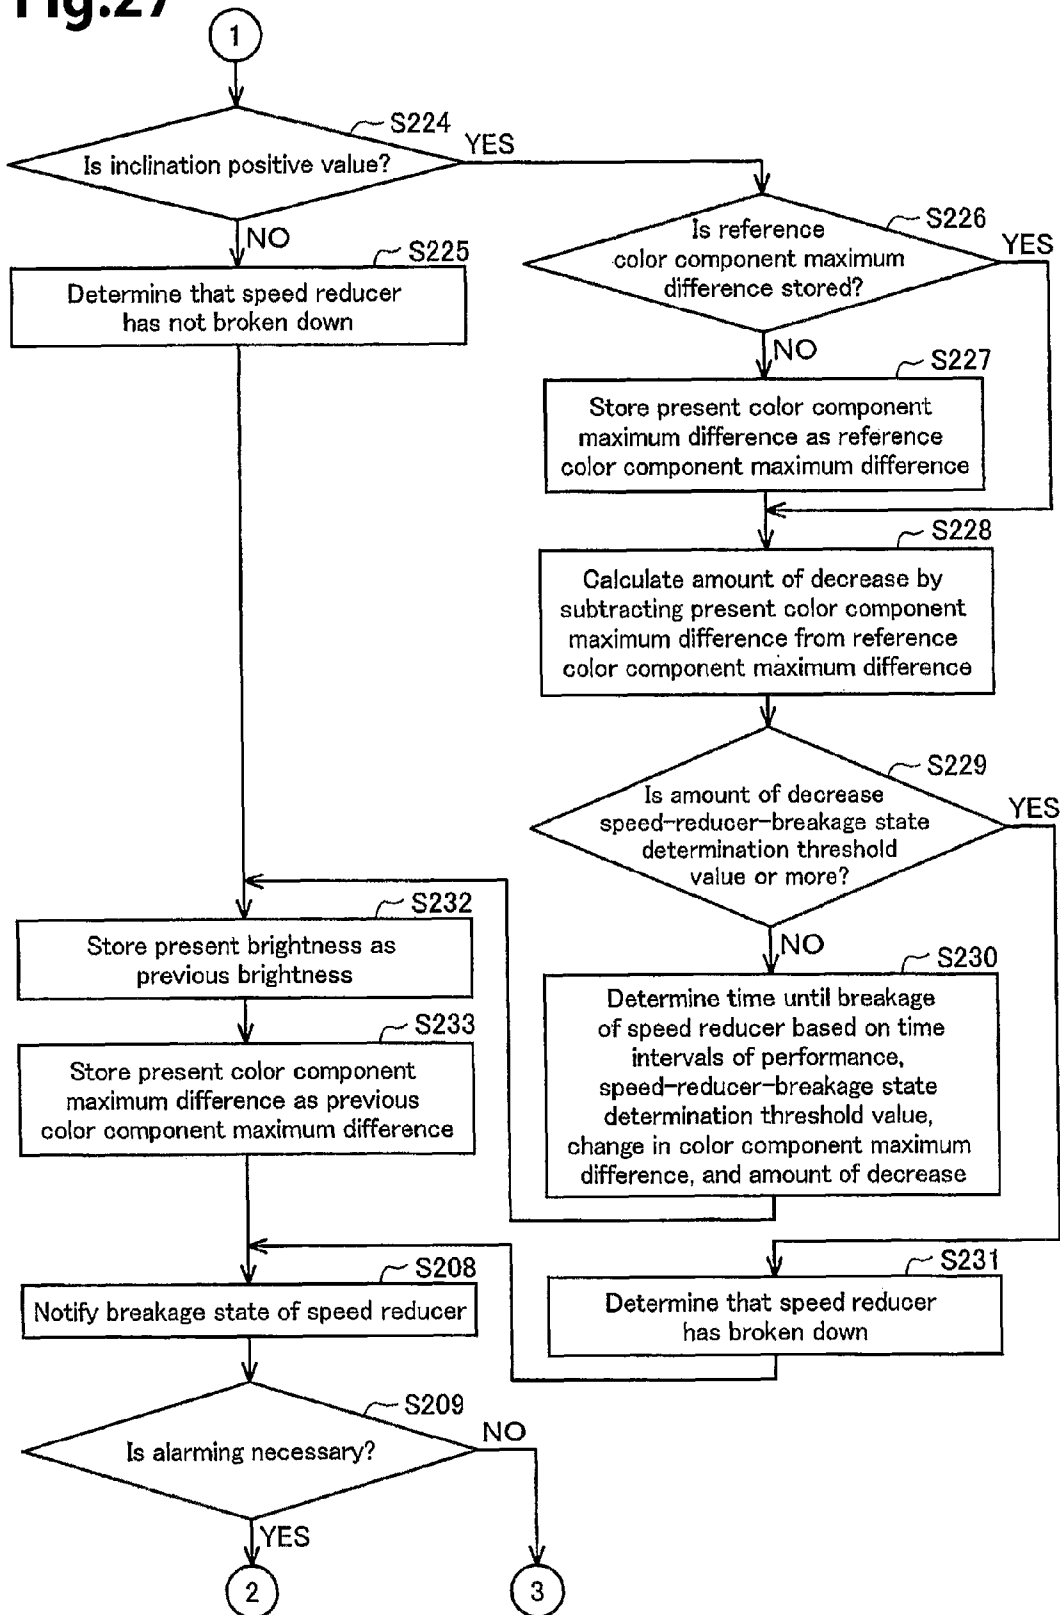 Fig.27
1
S224
Is inclination positive value?
YES
NO
S225
Determine that speed reducer
has not broken down
S226
Is reference
color component maximum
difference stored?
YES
NO
S227
Store present color component
maximum difference as reference
color component maximum difference
S228
Calculate amount of decrease by
subtracting present color component
maximum difference from reference
color component maximum difference
S229
Is amount of decrease
speed-reducer-breakage state
determination threshold
value or more?
YES
NO
S230
Determine time until breakage
of speed reducer based on time
intervals of performance,
speed-reducer-breakage state
determination threshold value,
change in color component maximum
difference, and amount of decrease
S231
Determine that speed reducer
has broken down
S232
Store present brightness as
previous brightness
S233
Store present color component
maximum difference as previous
color component maximum difference
S208
Notify breakage state of speed reducer
S209
Is alarming necessary?
NO
YES
2
3